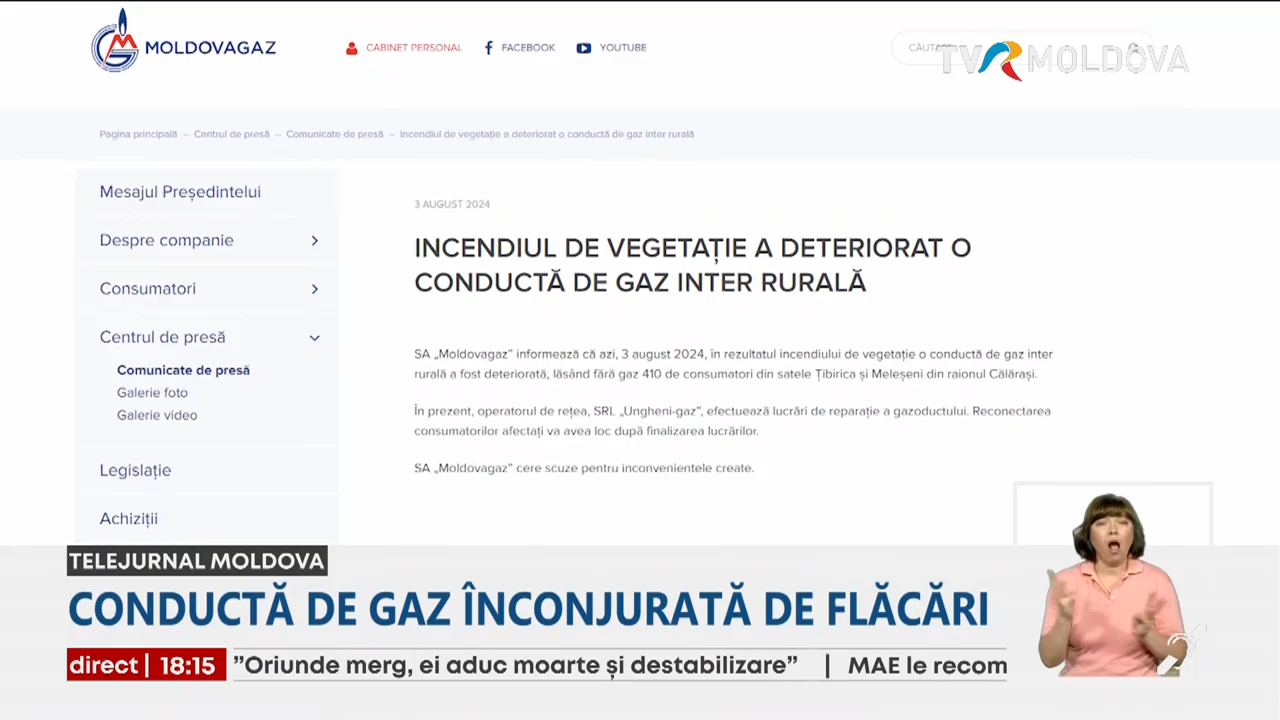 MOLDOVAGAZ
CABINET PERSONAL
FACEBOOK
YOUTUBE
TVR MOLDOVA
Pagina principală – Centrul de presă – Comunicate de presă – Incendiul de vegetație a deteriorat o conductă de gaz inter rurală
Mesajul Președintelui
Despre companie
Consumatori
Centrul de presă
Comunicate de presă
Galerie foto
Galerie video
Legislație
Achiziții
3 AUGUST 2024
INCENDIUL DE VEGETAȚIE A DETERIORAT O
CONDUCTĂ DE GAZ INTER RURALĂ
SA „Moldovagaz” informează că azi, 3 august 2024, în rezultatul incendiului de vegetație o conductă de gaz inter
rurală a fost deteriorată, lăsând fără gaz 410 de consumatori din satele Țibirica și Meleșeni din raionul Călărași.
În prezent, operatorul de rețea, SRL „Ungheni-gaz”, efectuează lucrări de reparație a gazoductului. Reconectarea
consumatorilor afectați va avea loc după finalizarea lucrărilor.
SA „Moldovagaz” cere scuze pentru inconvenientele create.
TELEJURNAL MOLDOVA
CONDUCTĂ DE GAZ ÎNCONJURATĂ DE FLĂCĂRI
direct | 18:15 ”Oriunde merg, ei aduc moarte și destabilizare” | MAE le recom